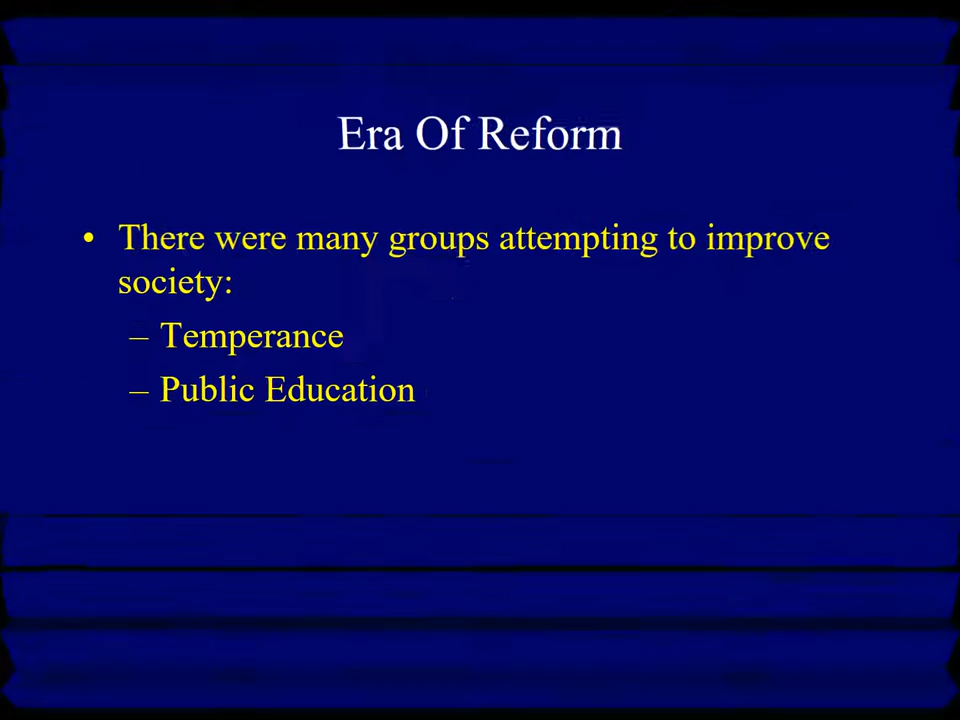 Era Of Reform
• There were many groups attempting to improve
society:
– Temperance
– Public Education